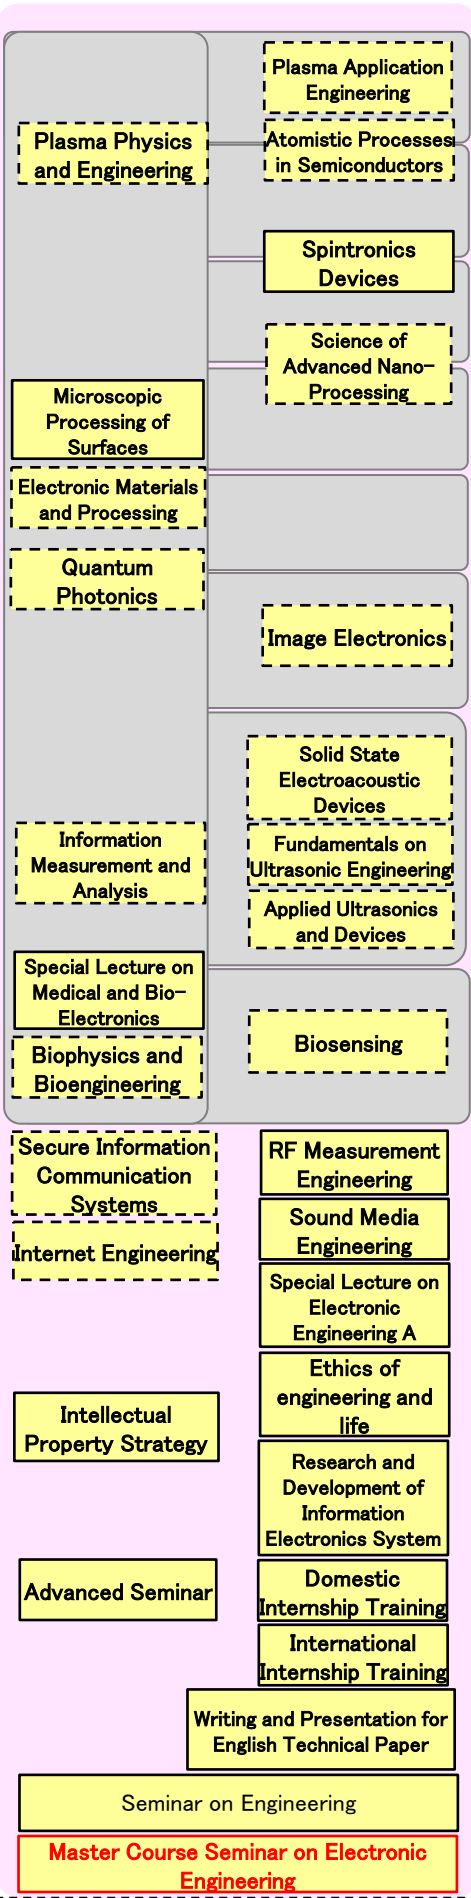 Plasma Application
Engineering
Plasma Physics
and Engineering
Atomistic Processes
in Semiconductors
Spintronics
Devices
Science of
Advanced Nano-
Processing
Microscopic
Processing of
Surfaces
Electronic Materials
and Processing
Quantum
Photonics
Image Electronics
Solid State
Electroacoustic
Devices
Information
Measurement and
Analysis
Fundamentals on
Ultrasonic Engineering
Applied Ultrasonics
and Devices
Special Lecture on
Medical and Bio-
Electronics
Biophysics and
Bioengineering
Biosensing
Secure Information
Communication
Systems
RF Measurement
Engineering
Internet Engineering
Sound Media
Engineering
Special Lecture on
Electronic
Engineering A
Ethics of
engineering and
life
Intellectual
Property Strategy
Research and
Development of
Information
Electronics System
Advanced Seminar
Domestic
Internship Training
International
Internship Training
Writing and Presentation for
English Technical Paper
Seminar on Engineering
Master Course Seminar on Electronic
Engineering